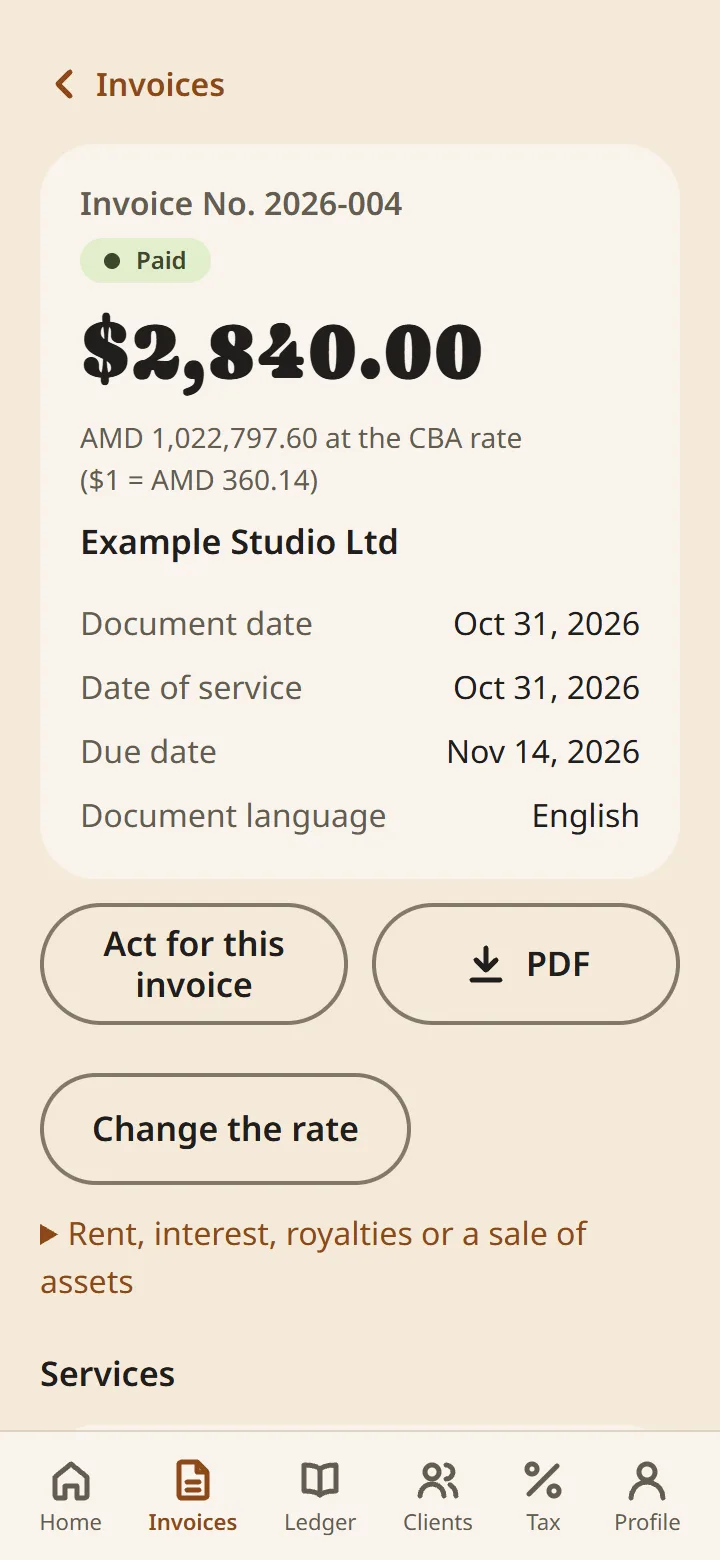 Invoices
Invoice No. 2026-004
Paid
$2,840.00
AMD 1,022,797.60 at the CBA rate
($1 = AMD 360.14)
Example Studio Ltd
Document date Oct 31, 2026
Date of service Oct 31, 2026
Due date Nov 14, 2026
Document language English
Act for this
invoice
PDF
Change the rate
Rent, interest, royalties or a sale of
assets
Services
Home Invoices Ledger Clients Tax Profile